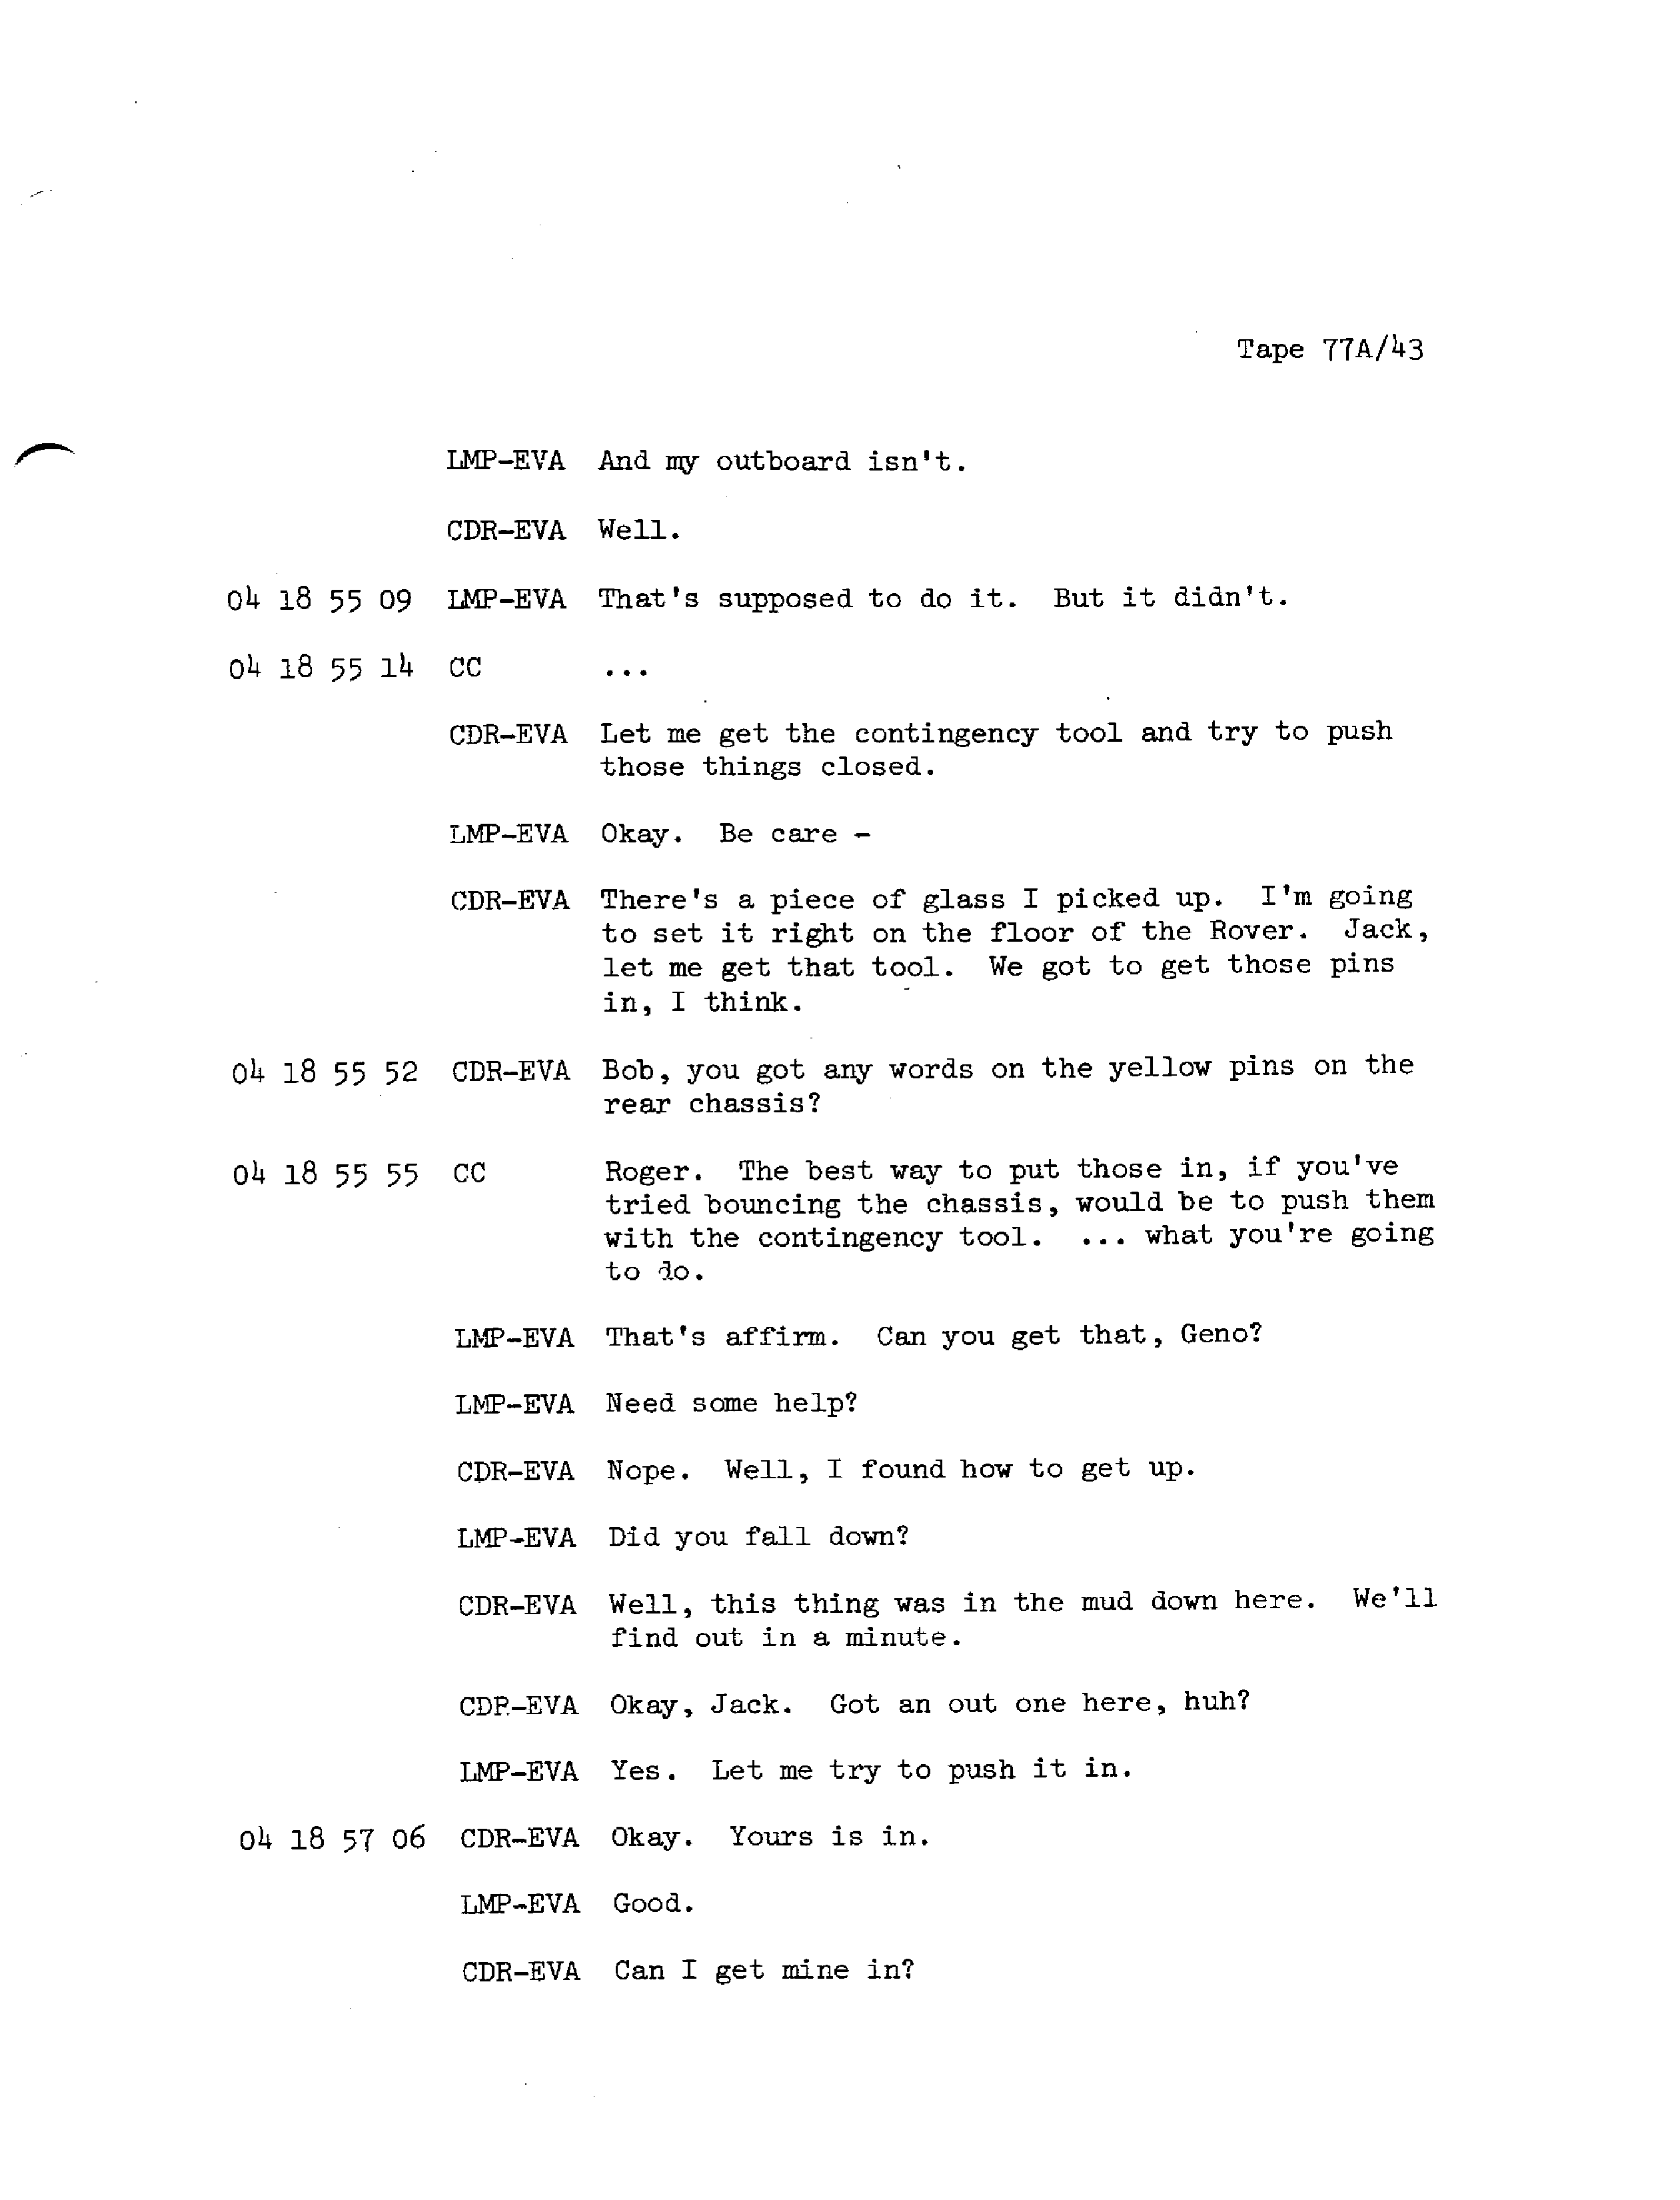 Tape 77A/43
LMP-EVA And my outboard isn't.
CDR-EVA Well.
04 18 55 09 LMP-EVA That's supposed to do it. But it didn't.
04 18 55 14 CC ...
CDR-EVA Let me get the contingency tool and try to push
those things closed.
LMP-EVA Okay. Be care -
CDR-EVA There's a piece of glass I picked up. I'm going
to set it right on the floor of the Rover. Jack,
let me get that tool. We got to get those pins
in, I think.
04 18 55 52 CDR-EVA Bob, you got any words on the yellow pins on the
rear chassis?
04 18 55 55 CC Roger. The best way to put those in, if you've
tried bouncing the chassis, would be to push them
with the contingency tool. ... what you're going
to do.
LMP-EVA That's affirm. Can you get that, Geno?
LMP-EVA Need some help?
CDR-EVA Nope. Well, I found how to get up.
LMP-EVA Did you fall down?
CDR-EVA Well, this thing was in the mud down here. We'll
find out in a minute.
CDR-EVA Okay, Jack. Got an out one here, huh?
LMP-EVA Yes. Let me try to push it in.
04 18 57 06 CDR-EVA Okay. Yours is in.
LMP-EVA Good.
CDR-EVA Can I get mine in?